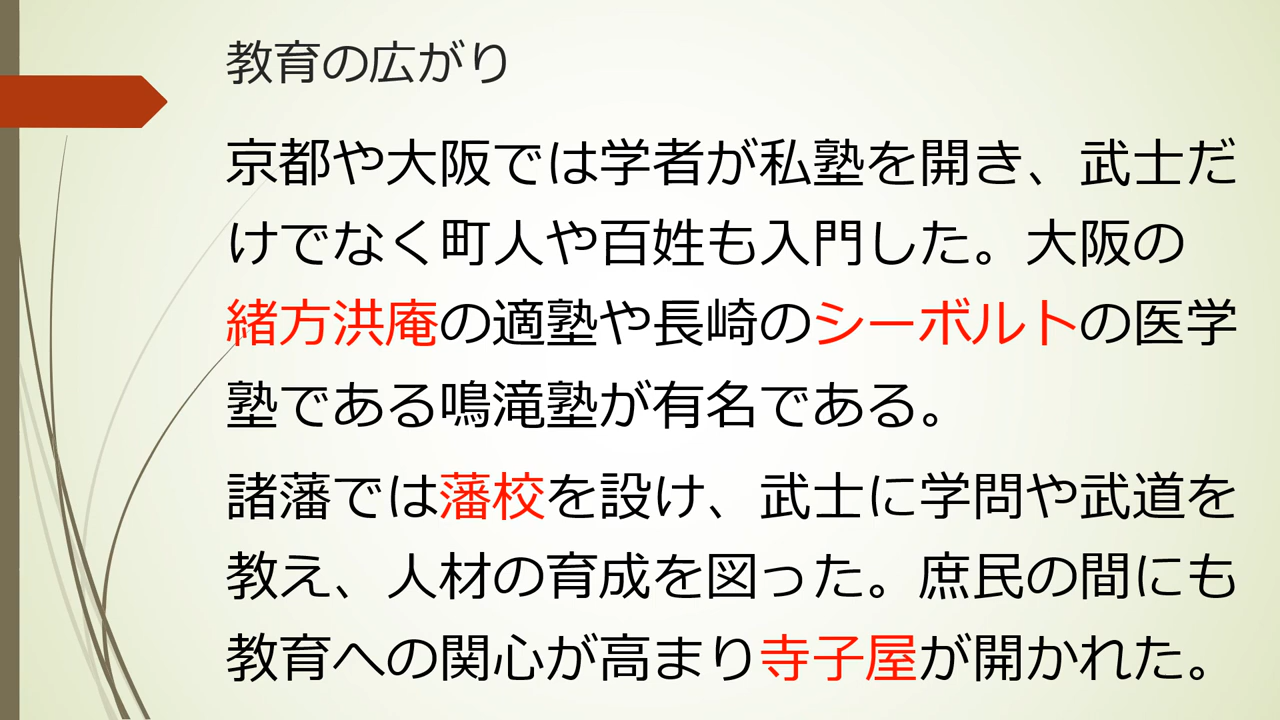 教育の広がり
京都や大阪では学者が私塾を開き、武士だ
けでなく町人や百姓も入門した。大阪の
緒方洪庵の適塾や長崎のシーボルトの医学
塾である鳴滝塾が有名である。
諸藩では藩校を設け、武士に学問や武道を
教え、人材の育成を図った。庶民の間にも
教育への関心が高まり寺子屋が開かれた。